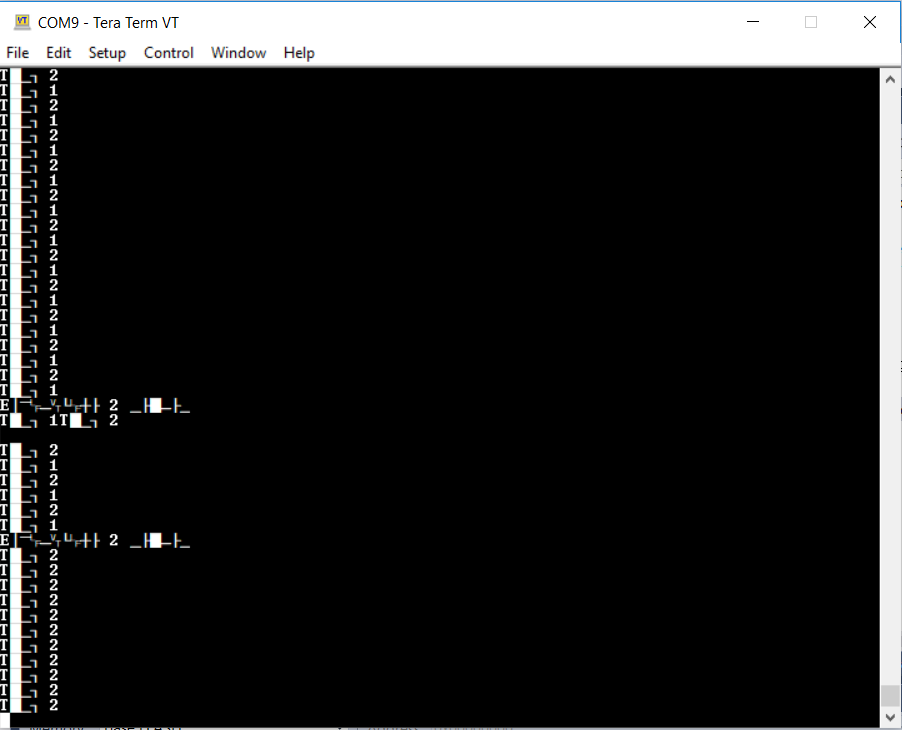 COM9 - Tera Term VT
File Edit Setup Control Window Help
T█_┐ 2
T█_┐ 1
T█_┐ 2
T█_┐ 1
T█_┐ 2
T█_┐ 1
T█_┐ 2
T█_┐ 1
T█_┐ 2
T█_┐ 1
T█_┐ 2
T█_┐ 1
T█_┐ 2
T█_┐ 1
T█_┐ 2
T█_┐ 1
T█_┐ 2
T█_┐ 1
T█_┐ 2
T█_┐ 1
T█_┐ 2
T█_┐ 1
2 _├█─├_
T█_┐ 1T█_┐ 2
T█_┐ 2
T█_┐ 1
T█_┐ 2
T█_┐ 1
T█_┐ 2
T█_┐ 1
2 _├█─├_
T█_┐ 2
T█_┐ 2
T█_┐ 2
T█_┐ 2
T█_┐ 2
T█_┐ 2
T█_┐ 2
T█_┐ 2
T█_┐ 2
T█_┐ 2
T█_┐ 2